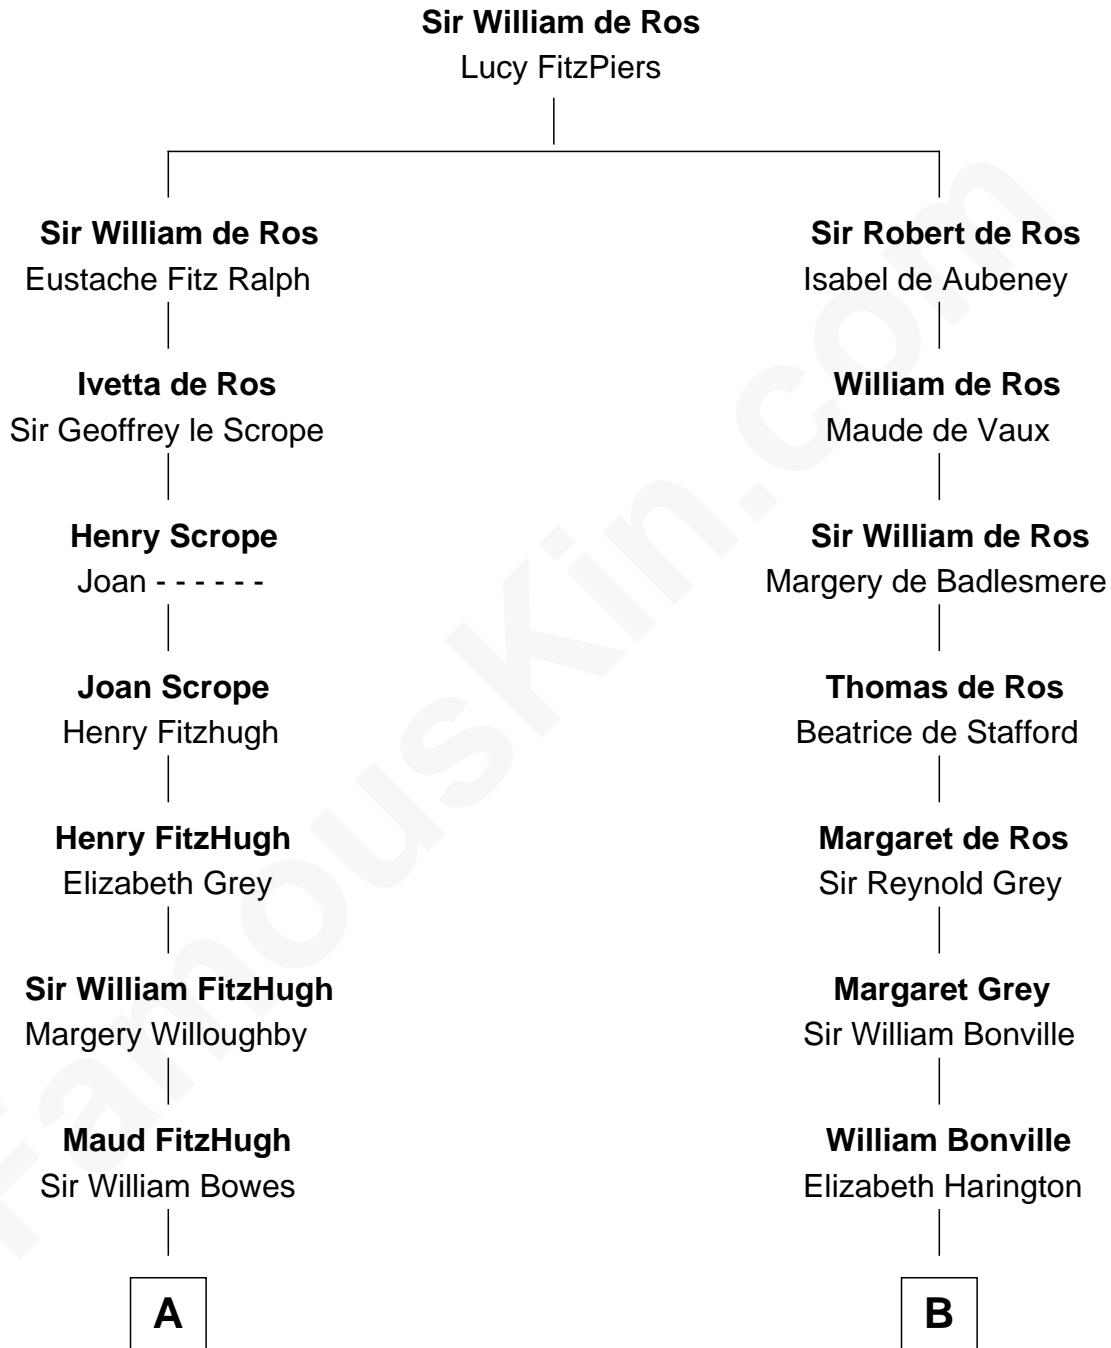 Sir William de Ros
Lucy FitzPiers
Sir William de Ros
Eustache Fitz Ralph
Ivetta de Ros
Sir Geoffrey le Scrope
Henry Scrope
Joan - - - - - -
Joan Scrope
Henry Fitzhugh
Henry FitzHugh
Elizabeth Grey
Sir William FitzHugh
Margery Willoughby
Maud FitzHugh
Sir William Bowes
A
Sir Robert de Ros
Isabel de Aubeney
William de Ros
Maude de Vaux
Sir William de Ros
Margery de Badlesmere
Thomas de Ros
Beatrice de Stafford
Margaret de Ros
Sir Reynold Grey
Margaret Grey
Sir William Bonville
William Bonville
Elizabeth Harington
B
FamousKin.com